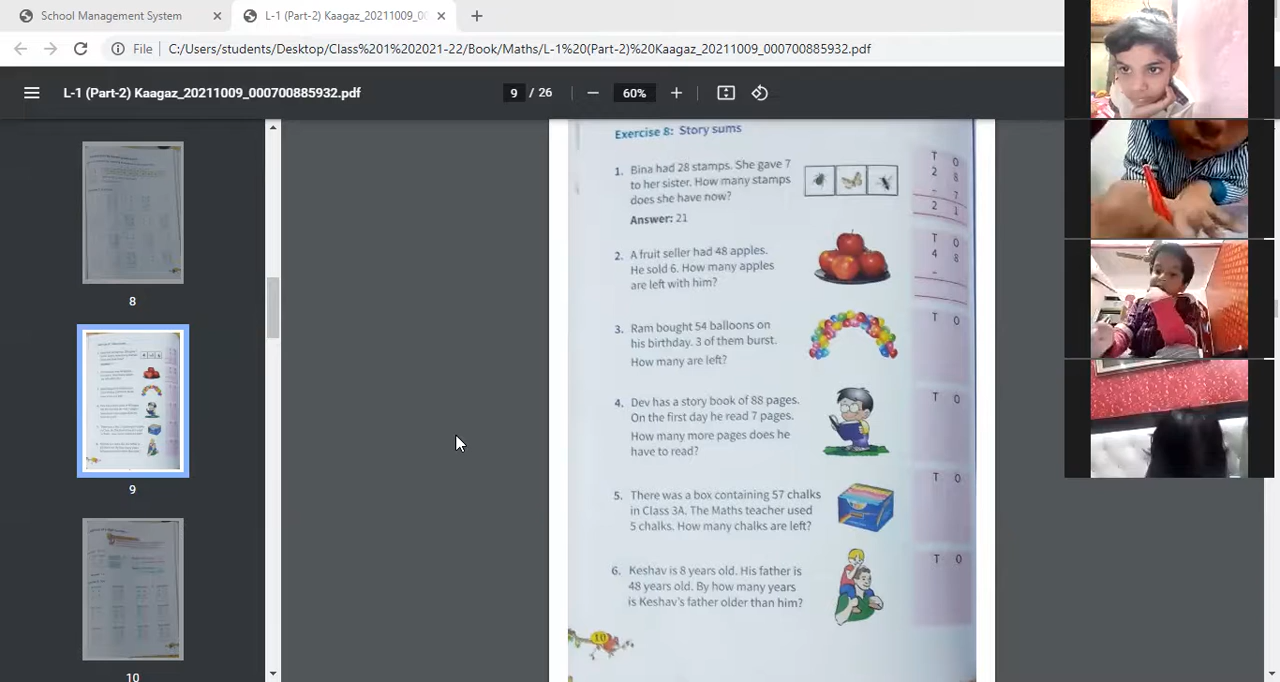 School Management System
L-1 (Part-2) Kaagaz_20211009_00
File
C:/Users/students/Desktop/Class%201%202021-22/Book/Maths/L-1%20(Part-2)%20Kaagaz_20211009_000700885932.pdf
L-1 (Part-2) Kaagaz_20211009_000700885932.pdf
9 / 26
60%
8
9
10
Exercise 8: Story sums
1. Bina had 28 stamps. She gave 7
to her sister. How many stamps
does she have now?
Answer: 21
T O
2 8
- 7
2 1
2. A fruit seller had 48 apples.
He sold 6. How many apples
are left with him?
T O
4 8
-
3. Ram bought 54 balloons on
his birthday. 3 of them burst.
How many are left?
T O
4. Dev has a story book of 88 pages.
On the first day he read 7 pages.
How many more pages does he
have to read?
T O
5. There was a box containing 57 chalks
in Class 3A. The Maths teacher used
5 chalks. How many chalks are left?
T O
6. Keshav is 8 years old. His father is
48 years old. By how many years
is Keshav's father older than him?
T O
10